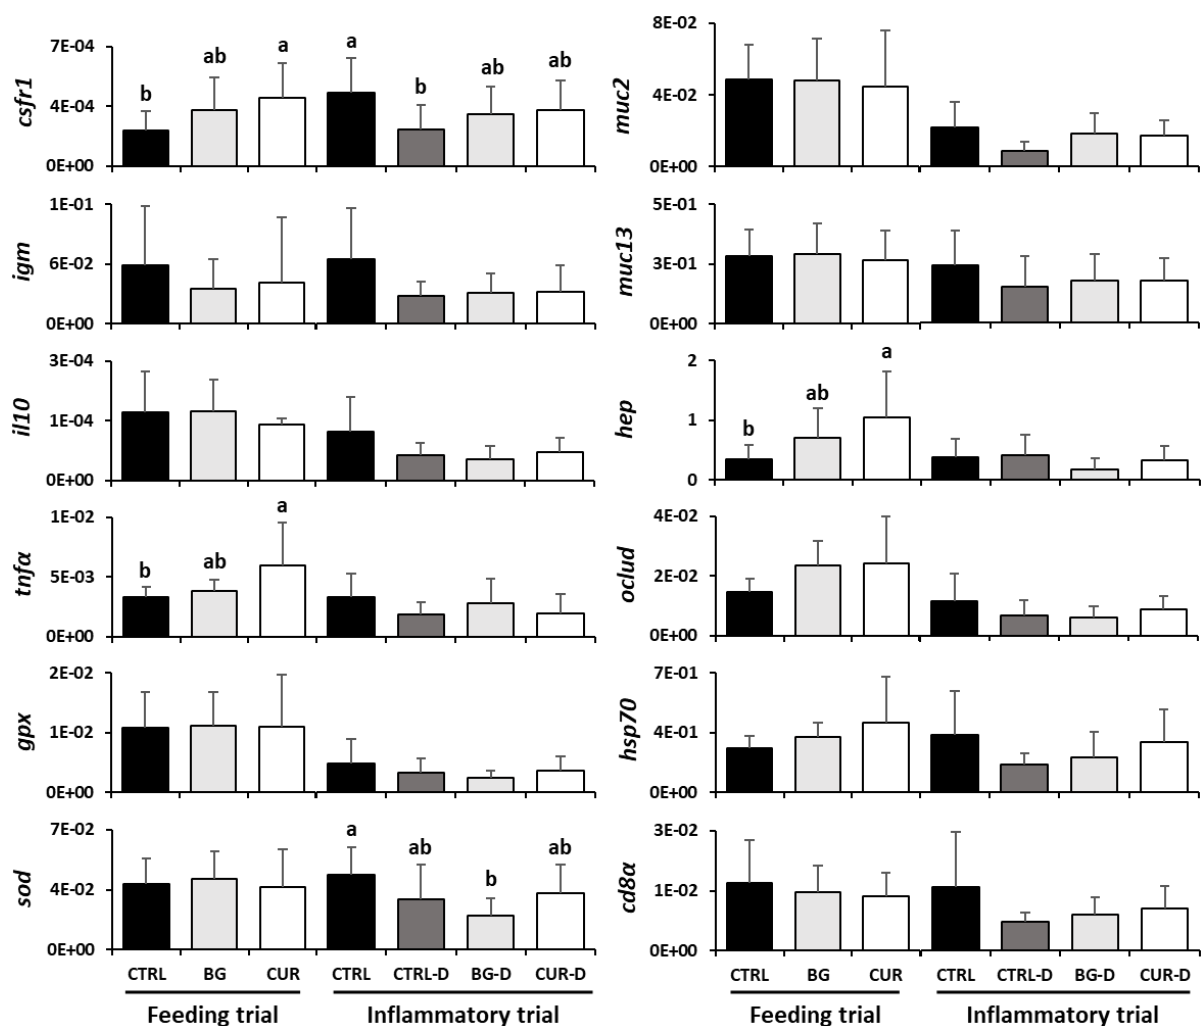 7E-04
4E-04
0E+00
csfr1
b
ab
a
a
b
ab
ab
8E-02
4E-02
0E+00
muc2
1E-01
6E-02
0E+00
igm
5E-01
3E-01
0E+00
muc13
3E-04
1E-04
0E+00
il10
2
1
0
hep
b
ab
a
1E-02
5E-03
0E+00
tnfα
b
ab
a
4E-02
2E-02
0E+00
oclud
2E-02
1E-02
0E+00
gpx
7E-01
4E-01
0E+00
hsp70
7E-02
4E-02
0E+00
sod
a
ab
b
ab
3E-02
1E-02
0E+00
cd8α
CTRL BG CUR CTRL CTRL-D BG-D CUR-D
Feeding trial Inflammatory trial
CTRL BG CUR CTRL CTRL-D BG-D CUR-D
Feeding trial Inflammatory trial